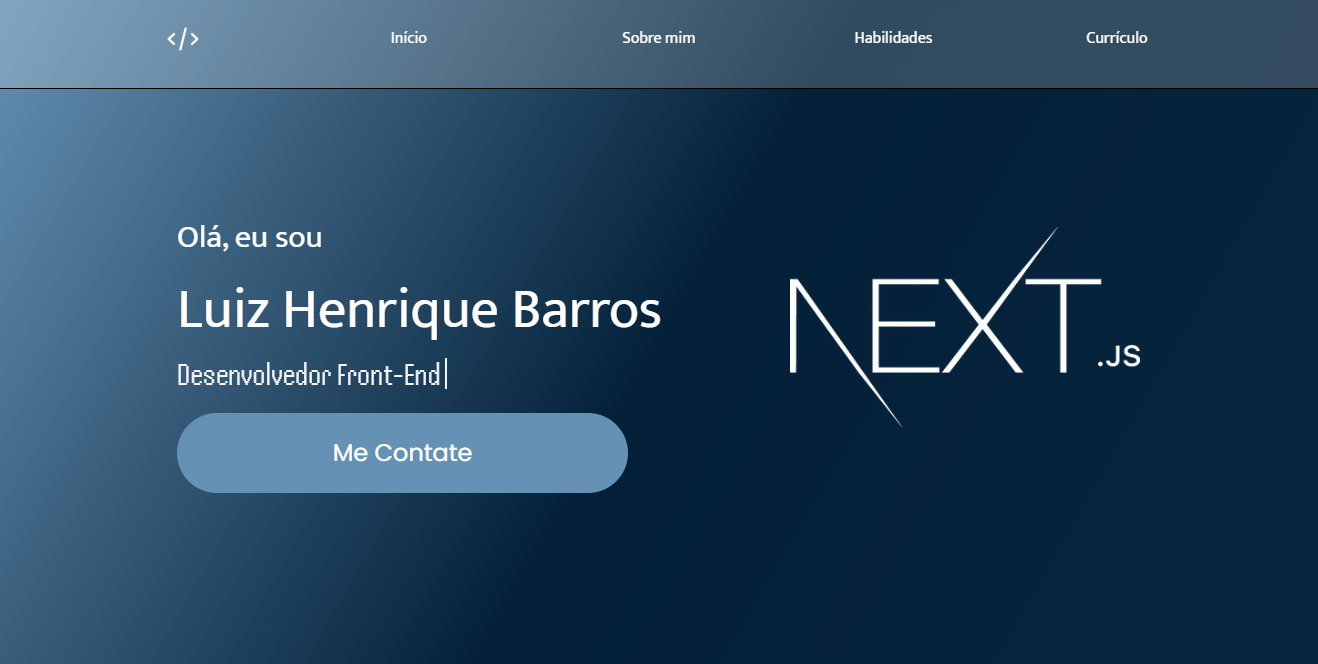 </>
Início
Sobre mim
Habilidades
Currículo
Olá, eu sou
Luiz Henrique Barros
Desenvolvedor Front-End|
Me Contate
NEXT.JS